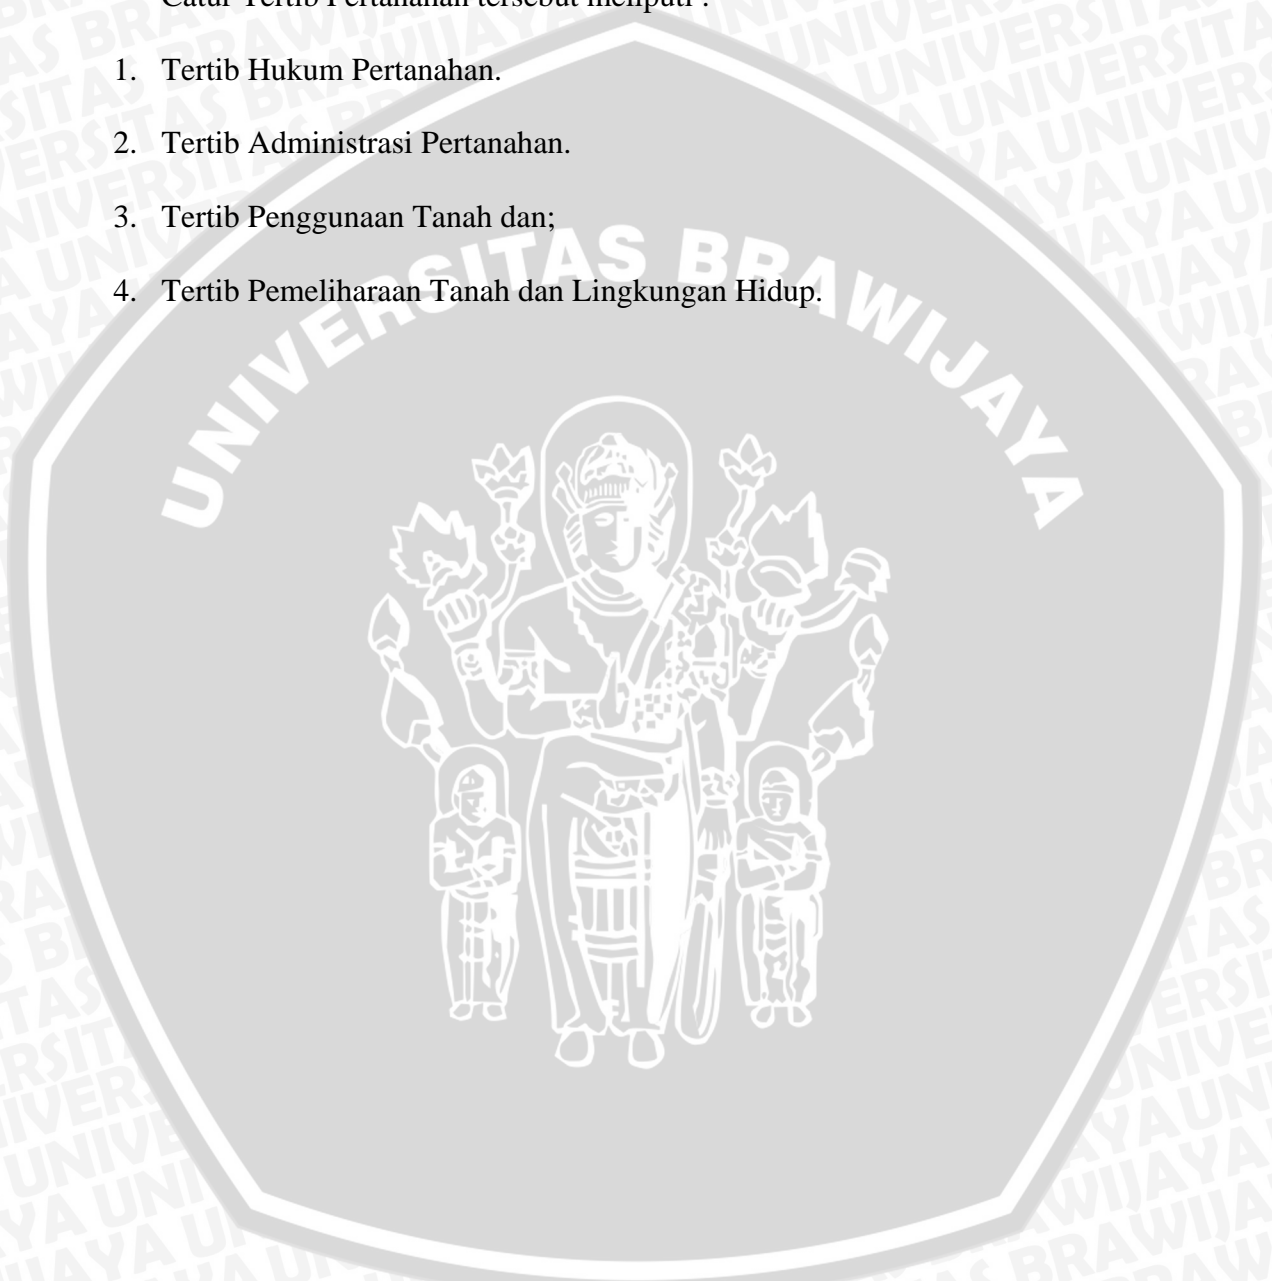 Catur Tertib Pertanahan tersebut meliputi :
1. Tertib Hukum Pertanahan.
2. Tertib Administrasi Pertanahan.
3. Tertib Penggunaan Tanah dan;
4. Tertib Pemeliharaan Tanah dan Lingkungan Hidup.
UNIVERSITAS BRAWIJAYA